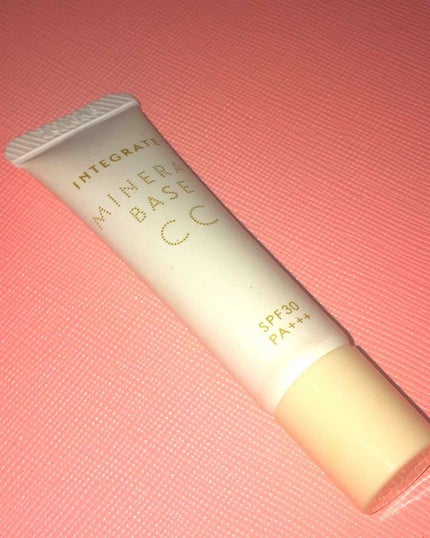 INTEGRATE
MINERA
BASE
CC
SPF30
PA+++